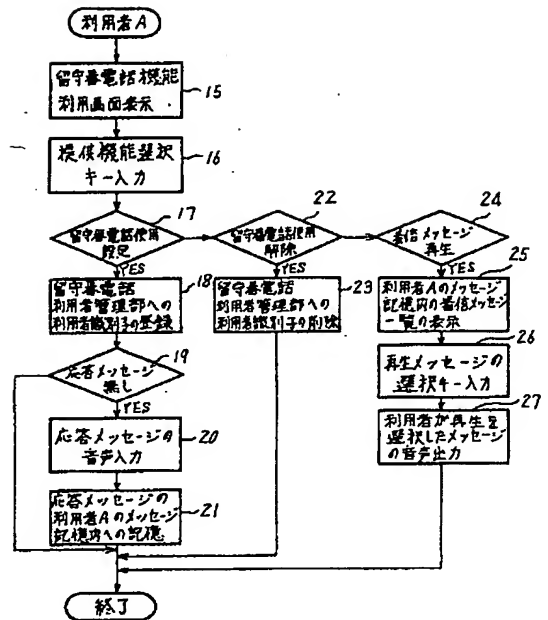 利用者A
留守番電話機能
利用画面表示
15
提供機能選択
キー入力
16
17
留守番電話使用
設定
YES
22
留守番電話使用
解除
YES
24
着信メッセージ
再生
YES
18
留守番電話
利用者管理部への
利用者識別子の登録
23
留守番電話
利用者管理部への
利用者識別子の削除
25
利用者Aのメッセージ
記憶内の着信メッセージ
一覧の表示
19
応答メッセージ
無し
YES
26
再生メッセージの
選択キー入力
20
応答メッセージの
音声入力
27
利用者が再生を
選択したメッセージ
の音声出力
21
応答メッセージの
利用者Aのメッセージ
記憶内への記憶
終了